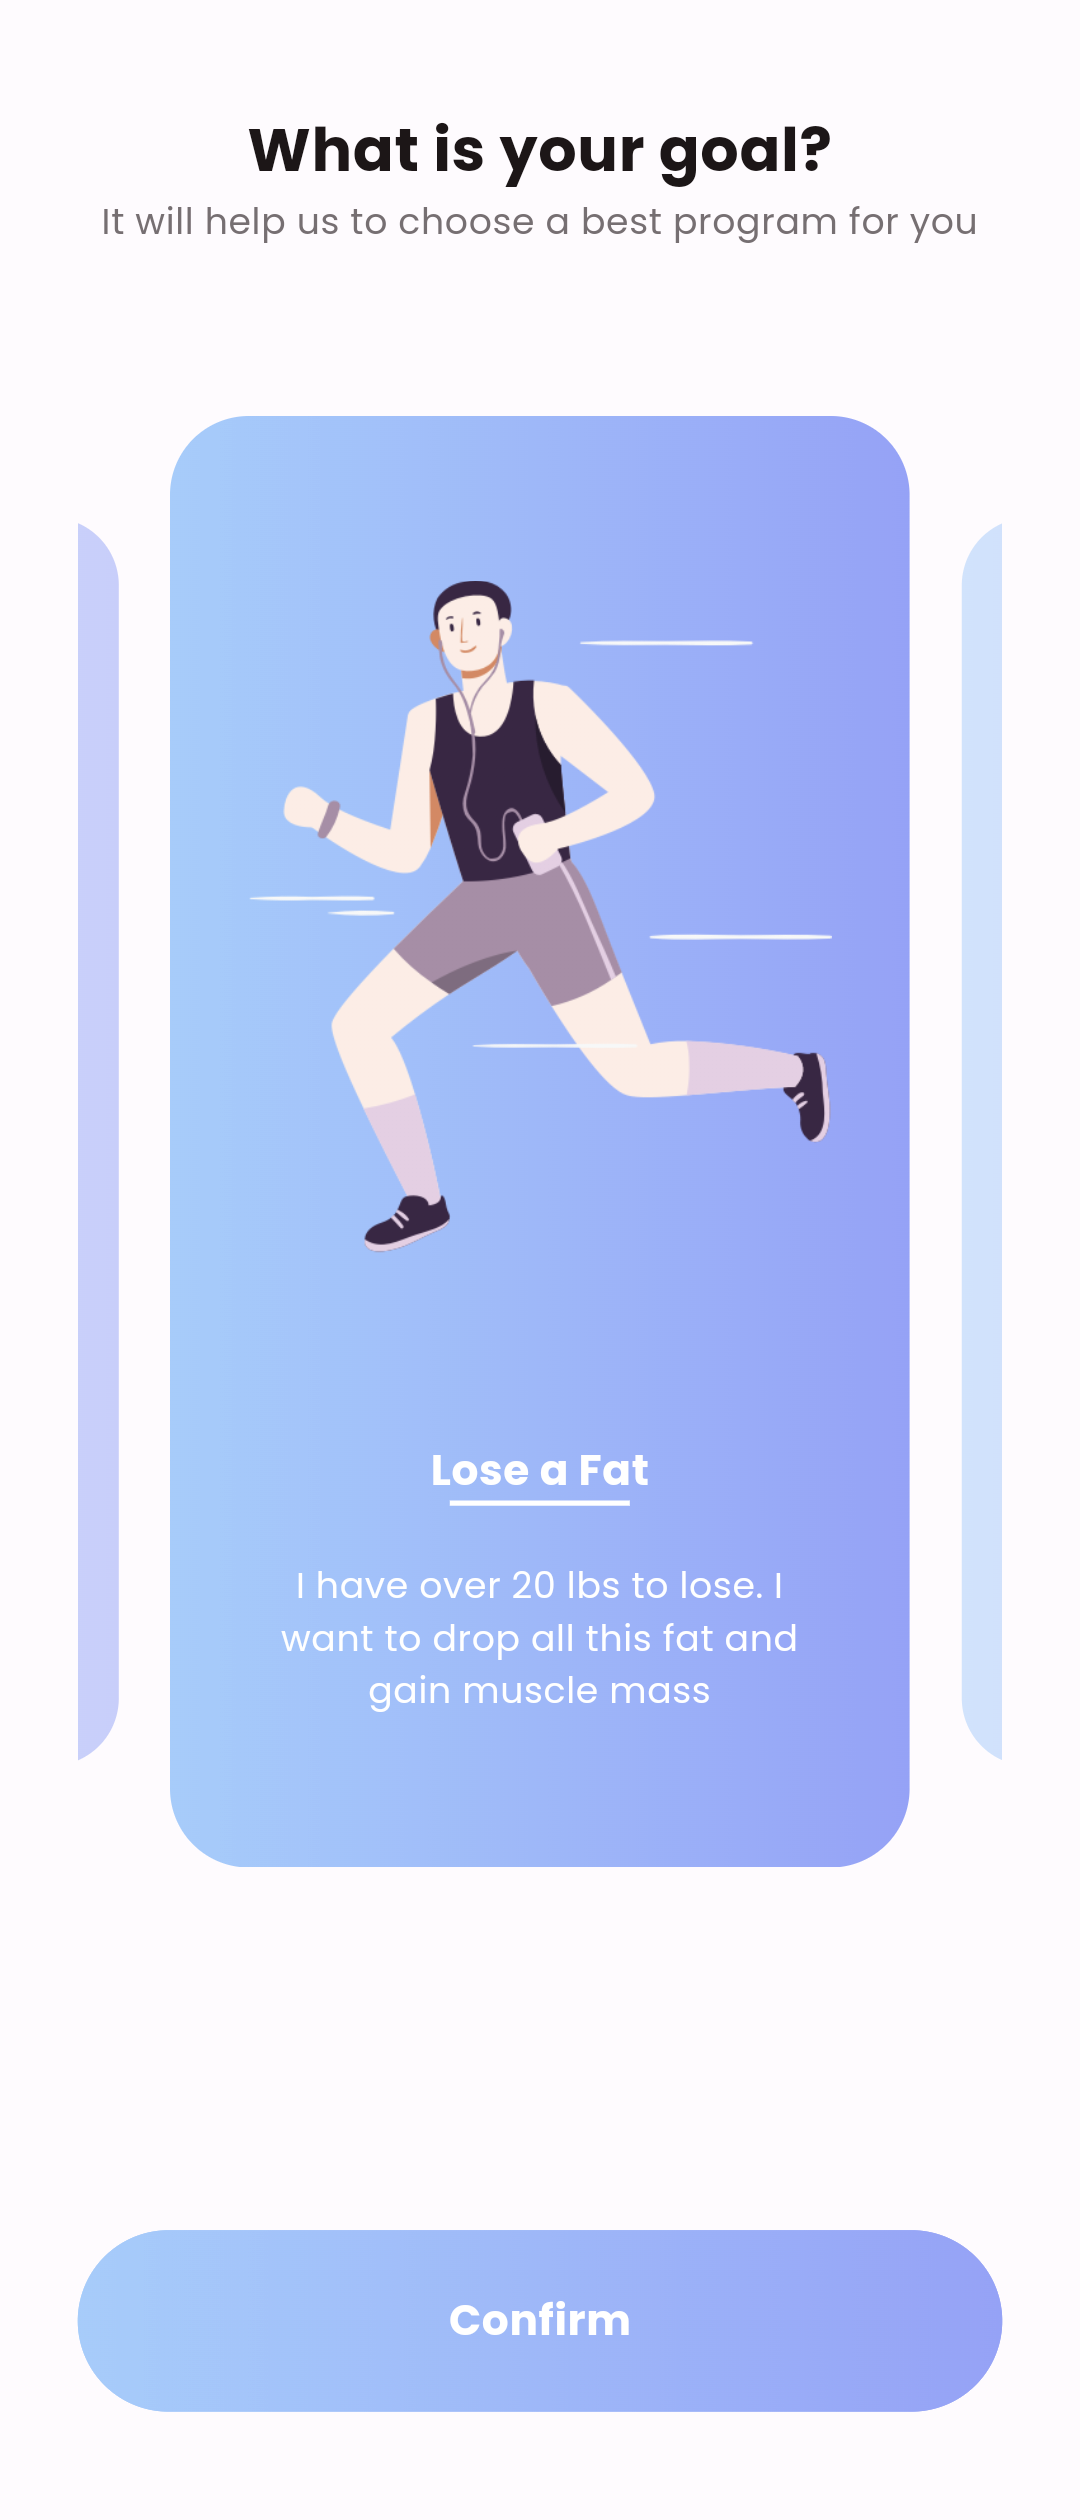 What is your goal?
It will help us to choose a best program for you
Lose a Fat
I have over 20 lbs to lose. I
want to drop all this fat and
gain muscle mass
Confirm